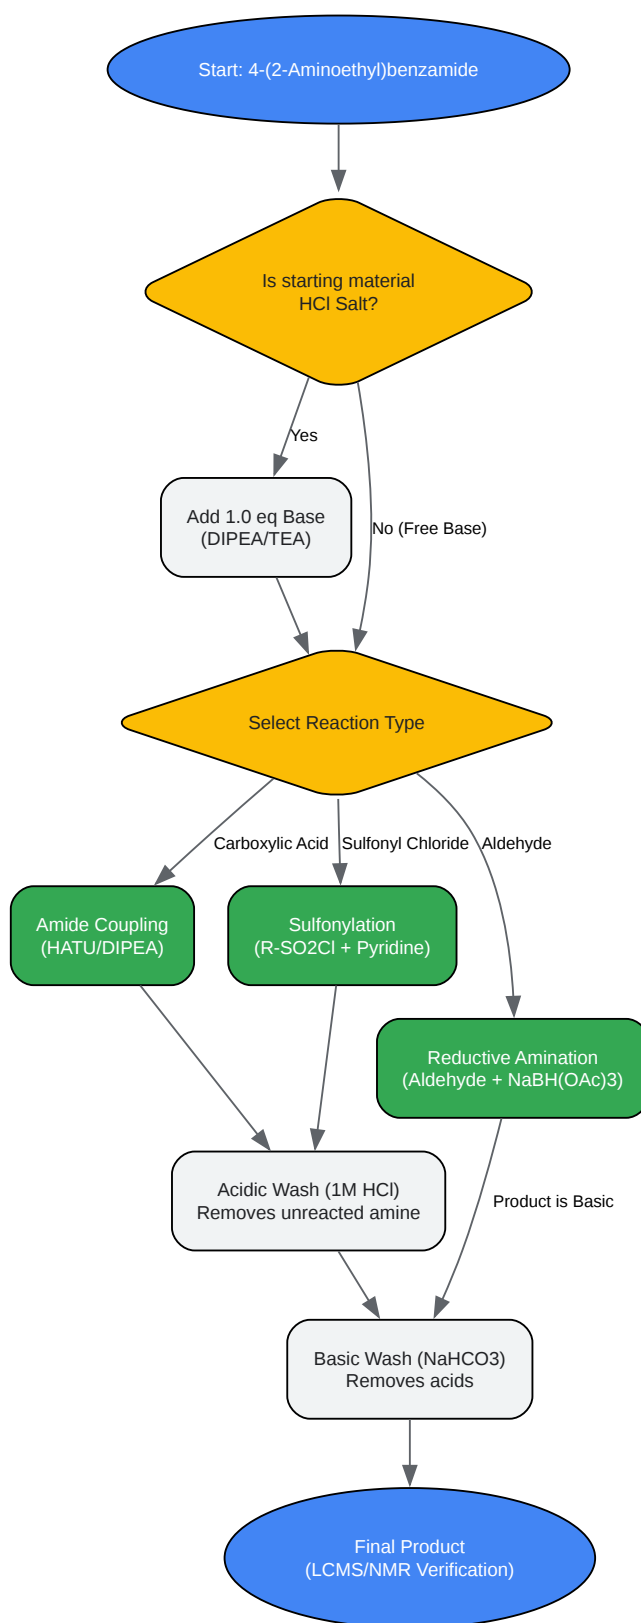 Start: 4-(2-Aminoethyl)benzamide
Is starting material
HCl Salt?
Yes
No (Free Base)
Add 1.0 eq Base
(DIPEA/TEA)
Select Reaction Type
Carboxylic Acid
Sulfonyl Chloride
Aldehyde
Amide Coupling
(HATU/DIPEA)
Sulfonylation
(R-SO2Cl + Pyridine)
Reductive Amination
(Aldehyde + NaBH(OAc)3)
Acidic Wash (1M HCl)
Removes unreacted amine
Product is Basic
Basic Wash (NaHCO3)
Removes acids
Final Product
(LCMS/NMR Verification)